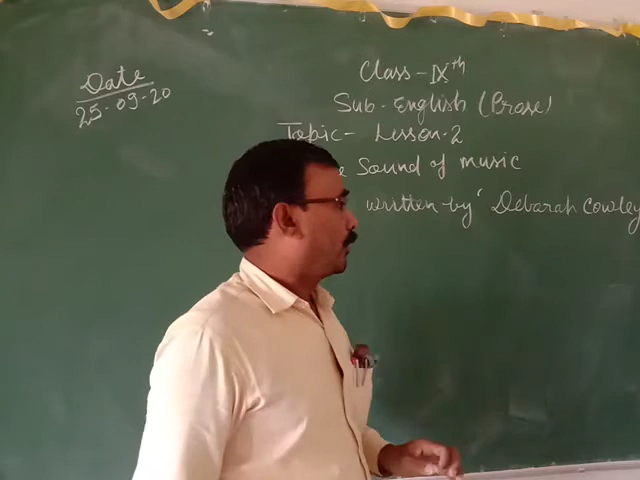 Date
25-09-20
Class - IXth
Sub - English (Prose)
Topic - Lesson - 2
Sound of music
written by' Debarah Cowley